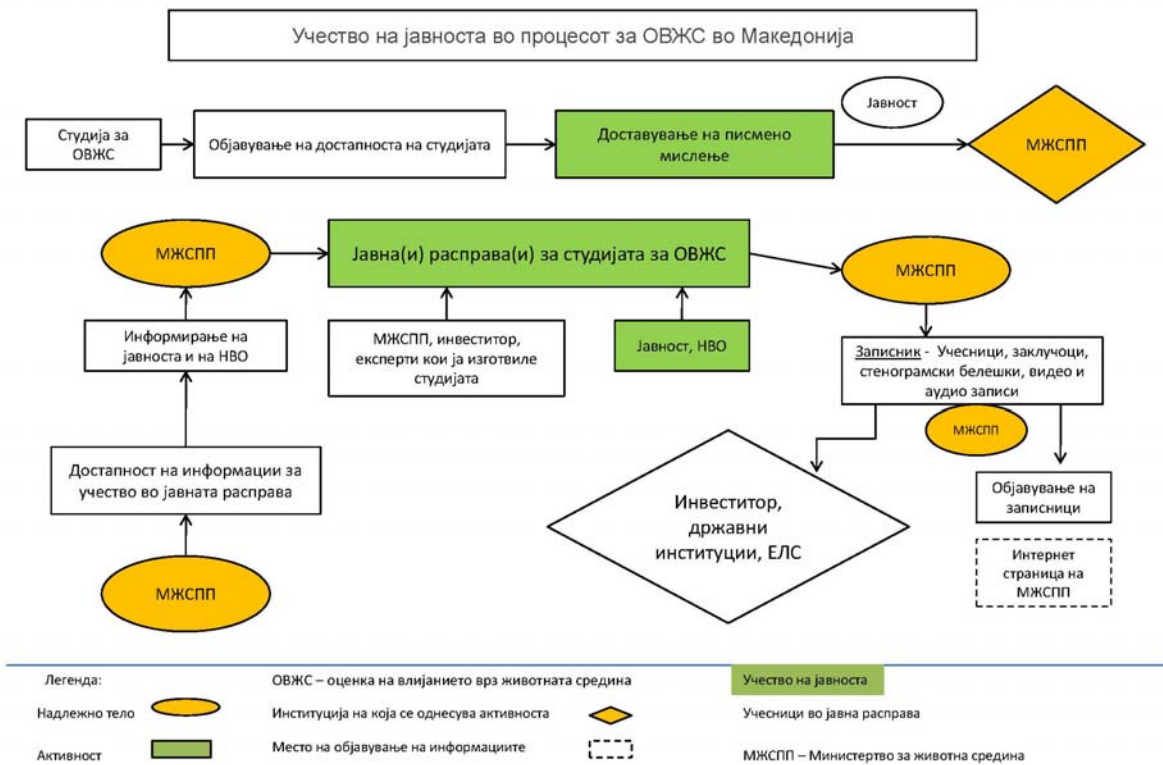 Учество на јавноста во процесот за ОВЖС во Македонија
Јавност
Студија за
ОВЖС
Објавување на достапноста на студијата
Доставување на писмено
мислење
МЖСПП
МЖСПП
Јавна(и) расправа(и) за студијата за ОВЖС
МЖСПП
Информирање на
јавноста и на НВО
МЖСПП, инвеститор,
експерти кои ја изготвиле
студијата
Јавност, НВО
Записник - Учесници, заклучоци,
стенограмски белешки, видео и
аудио записи
МЖСПП
Достапност на информации за
учество во јавната расправа
Инвеститор,
државни
институции, ЕЛС
Објавување на
записници
Интернет
страница на
МЖСПП
МЖСПП
Легенда:
ОВЖС – оценка на влијанието врз животната средина
Учество на јавноста
Надлежно тело
Институција на која се однесува активноста
Учесници во јавна расправа
Активност
Место на објавување на информациите
МЖСПП – Министертво за животна средина